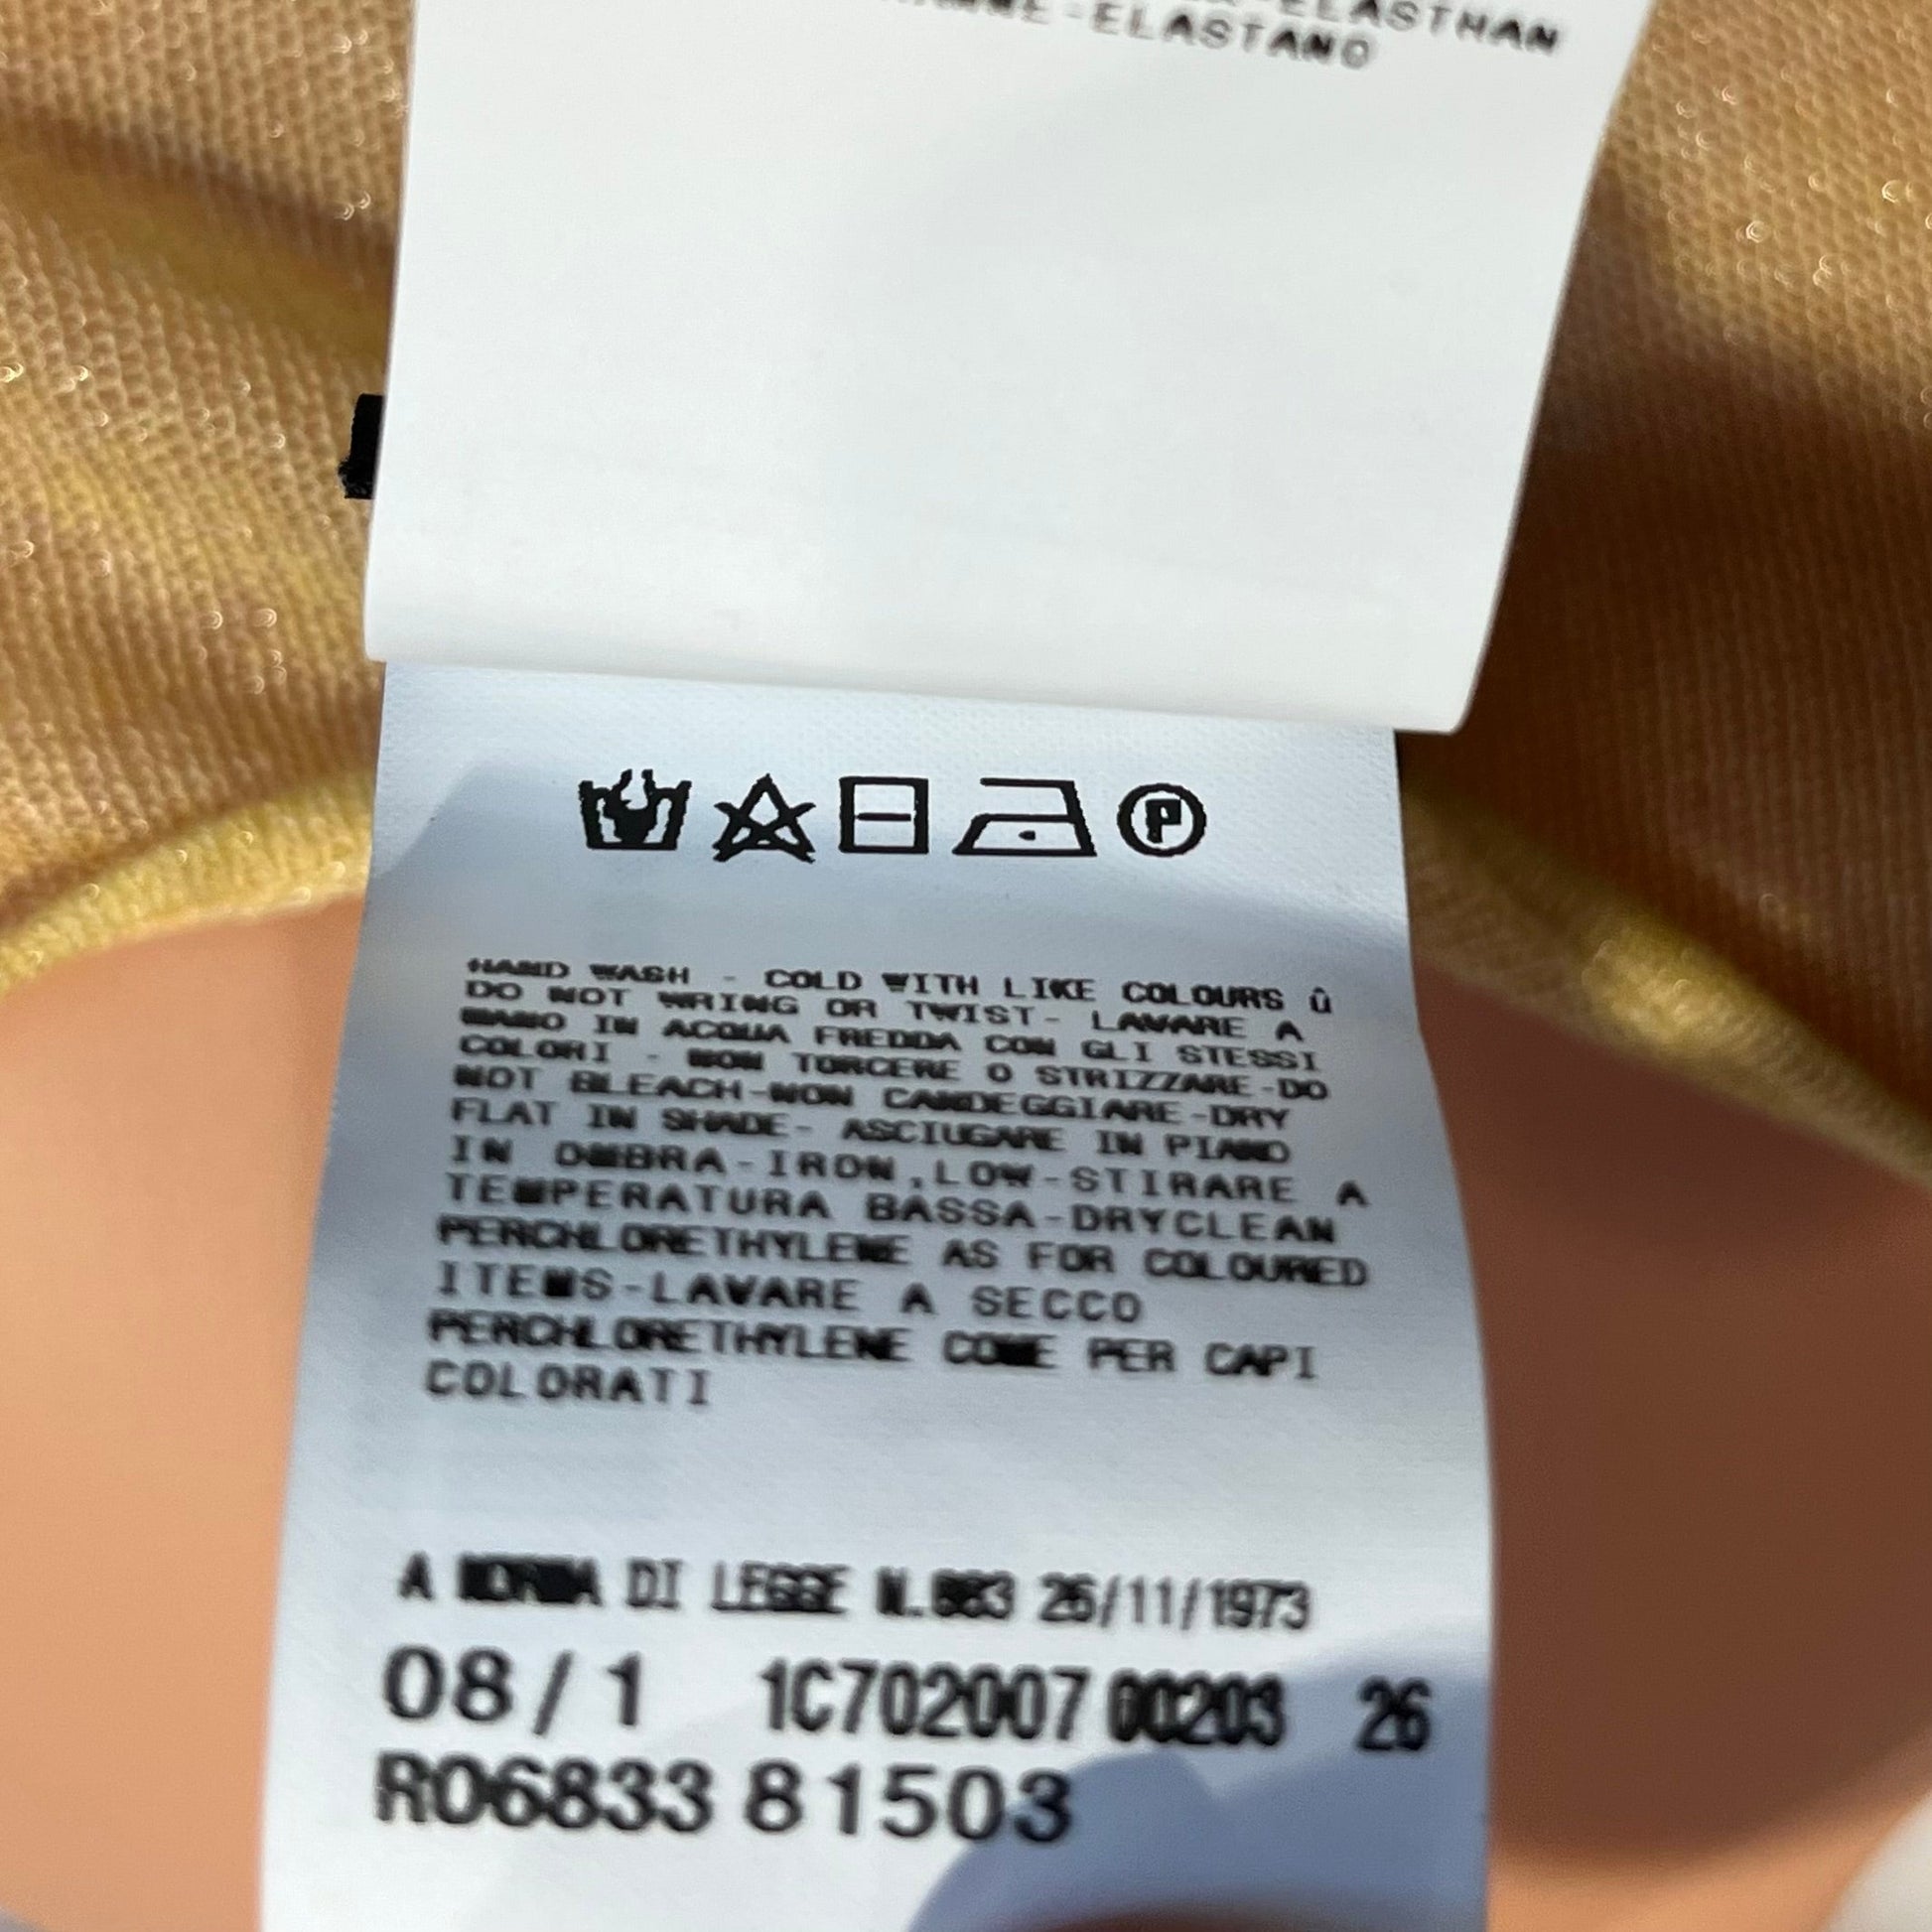 -ELASTHAN
-ELASTANO
P
HAND WASH - COLD WITH LIKE COLOURS û
DO NOT WRING OR TWIST- LAVARE A
MANO IN ACQUA FREDDA CON GLI STESSI
COLORI - NON TORCERE O STRIZZARE-DO
NOT BLEACH-NON CANDEGGIARE-DRY
FLAT IN SHADE- ASCIUGARE IN PIANO
IN OMBRA-IRON,LOW-STIRARE A
TEMPERATURA BASSA-DRYCLEAN
PERCHLORETHYLENE AS FOR COLOURED
ITEMS-LAVARE A SECCO
PERCHLORETHYLENE COME PER CAPI
COLORATI
A NORMA DI LEGGE N.883 26/11/1973
08/1 1C702007 00203 26
R06833 81503